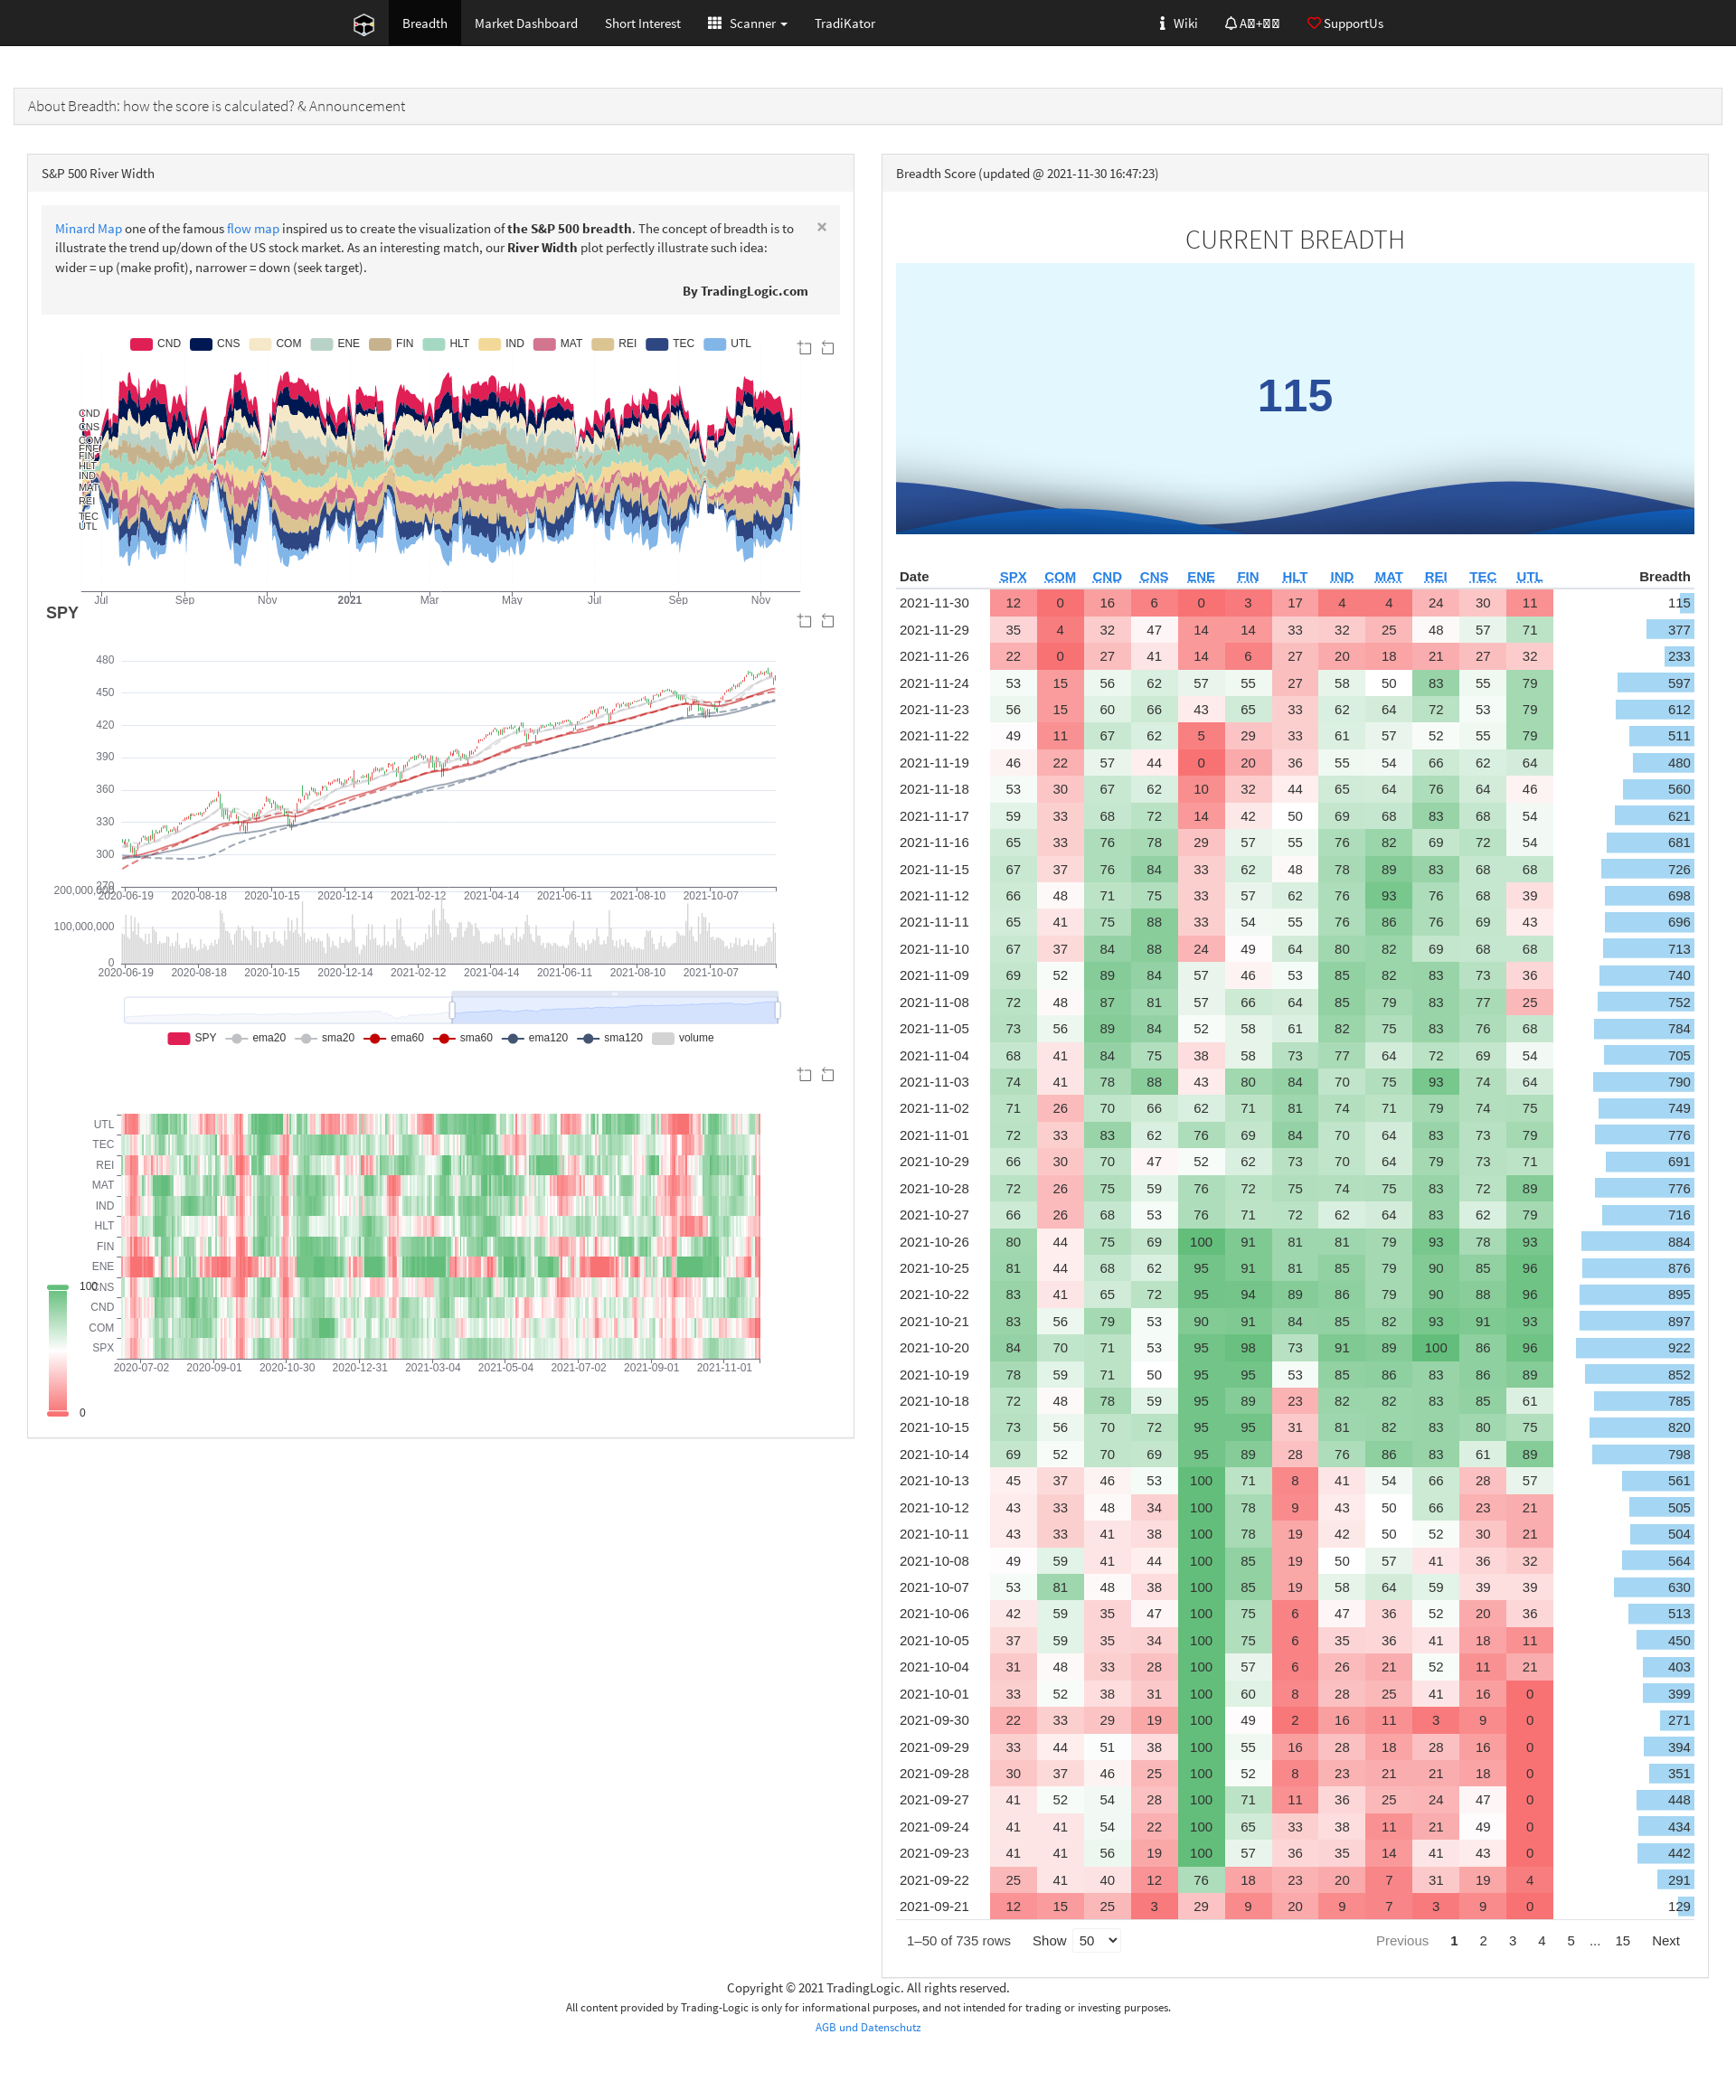 Breadth Market Dashboard Short Interest Scanner TradiKator Wiki SupportUs
About Breadth: how the score is calculated? & Announcement
S&P 500 River Width
Minard Map one of the famous flow map inspired us to create the visualization of the S&P 500 breadth. The concept of breadth is to
illustrate the trend up/down of the US stock market. As an interesting match, our River Width plot perfectly illustrate such idea:
wider = up (make profit), narrower = down (seek target).
×
By TradingLogic.com
CND CNS COM ENE FIN HLT IND MAT REI TEC UTL
CND
CNS
COM
ENE
FIN
HLT
IND
MAT
REI
TEC
UTL
Jul Sep Nov 2021 Mar May Jul Sep Nov
SPY
480
450
420
390
360
330
300
270
2020-06-19 2020-08-18 2020-10-15 2020-12-14 2021-02-12 2021-04-14 2021-06-11 2021-08-10 2021-10-07
200,000,000
100,000,000
0
2020-06-19 2020-08-18 2020-10-15 2020-12-14 2021-02-12 2021-04-14 2021-06-11 2021-08-10 2021-10-07
SPY ema20 sma20 ema60 sma60 ema120 sma120 volume
UTL
TEC
REI
MAT
IND
HLT
FIN
ENE
CNS
CND
COM
SPX
100
0
2020-07-02 2020-09-01 2020-10-30 2020-12-31 2021-03-04 2021-05-04 2021-07-02 2021-09-01 2021-11-01
Breadth Score (updated @ 2021-11-30 16:47:23)
CURRENT BREADTH
115
Date SPX COM CND CNS ENE FIN HLT IND MAT REI TEC UTL Breadth
2021-11-30 12 0 16 6 0 3 17 4 4 24 30 11 115
2021-11-29 35 4 32 47 14 14 33 32 25 48 57 71 377
2021-11-26 22 0 27 41 14 6 27 20 18 21 27 32 233
2021-11-24 53 15 56 62 57 55 27 58 50 83 55 79 597
2021-11-23 56 15 60 66 43 65 33 62 64 72 53 79 612
2021-11-22 49 11 67 62 5 29 33 61 57 52 55 79 511
2021-11-19 46 22 57 44 0 20 36 55 54 66 62 64 480
2021-11-18 53 30 67 62 10 32 44 65 64 76 64 46 560
2021-11-17 59 33 68 72 14 42 50 69 68 83 68 54 621
2021-11-16 65 33 76 78 29 57 55 76 82 69 72 54 681
2021-11-15 67 37 76 84 33 62 48 78 89 83 68 68 726
2021-11-12 66 48 71 75 33 57 62 76 93 76 68 39 698
2021-11-11 65 41 75 88 33 54 55 76 86 76 69 43 696
2021-11-10 67 37 84 88 24 49 64 80 82 69 68 68 713
2021-11-09 69 52 89 84 57 46 53 85 82 83 73 36 740
2021-11-08 72 48 87 81 57 66 64 85 79 83 77 25 752
2021-11-05 73 56 89 84 52 58 61 82 75 83 76 68 784
2021-11-04 68 41 84 75 38 58 73 77 64 72 69 54 705
2021-11-03 74 41 78 88 43 80 84 70 75 93 74 64 790
2021-11-02 71 26 70 66 62 71 81 74 71 79 74 75 749
2021-11-01 72 33 83 62 76 69 84 70 64 83 73 79 776
2021-10-29 66 30 70 47 52 62 73 70 64 79 73 71 691
2021-10-28 72 26 75 59 76 72 75 74 75 83 72 89 776
2021-10-27 66 26 68 53 76 71 72 62 64 83 62 79 716
2021-10-26 80 44 75 69 100 91 81 81 79 93 78 93 884
2021-10-25 81 44 68 62 95 91 81 85 79 90 85 96 876
2021-10-22 83 41 65 72 95 94 89 86 79 90 88 96 895
2021-10-21 83 56 79 53 90 91 84 85 82 93 91 93 897
2021-10-20 84 70 71 53 95 98 73 91 89 100 86 96 922
2021-10-19 78 59 71 50 95 95 53 85 86 83 86 89 852
2021-10-18 72 48 78 59 95 89 23 82 82 83 85 61 785
2021-10-15 73 56 70 72 95 95 31 81 82 83 80 75 820
2021-10-14 69 52 70 69 95 89 28 76 86 83 61 89 798
2021-10-13 45 37 46 53 100 71 8 41 54 66 28 57 561
2021-10-12 43 33 48 34 100 78 9 43 50 66 23 21 505
2021-10-11 43 33 41 38 100 78 19 42 50 52 30 21 504
2021-10-08 49 59 41 44 100 85 19 50 57 41 36 32 564
2021-10-07 53 81 48 38 100 85 19 58 64 59 39 39 630
2021-10-06 42 59 35 47 100 75 6 47 36 52 20 36 513
2021-10-05 37 59 35 34 100 75 6 35 36 41 18 11 450
2021-10-04 31 48 33 28 100 57 6 26 21 52 11 21 403
2021-10-01 33 52 38 31 100 60 8 28 25 41 16 0 399
2021-09-30 22 33 29 19 100 49 2 16 11 3 9 0 271
2021-09-29 33 44 51 38 100 55 16 28 18 28 16 0 394
2021-09-28 30 37 46 25 100 52 8 23 21 21 18 0 351
2021-09-27 41 52 54 28 100 71 11 36 25 24 47 0 448
2021-09-24 41 41 54 22 100 65 33 38 11 21 49 0 434
2021-09-23 41 41 56 19 100 57 36 35 14 41 43 0 442
2021-09-22 25 41 40 12 76 18 23 20 7 31 19 4 291
2021-09-21 12 15 25 3 29 9 20 9 7 3 9 0 129
1–50 of 735 rows Show 50 Previous 1 2 3 4 5 ... 15 Next
Copyright © 2021 TradingLogic. All rights reserved.
All content provided by Trading-Logic is only for informational purposes, and not intended for trading or investing purposes.
AGB und Datenschutz